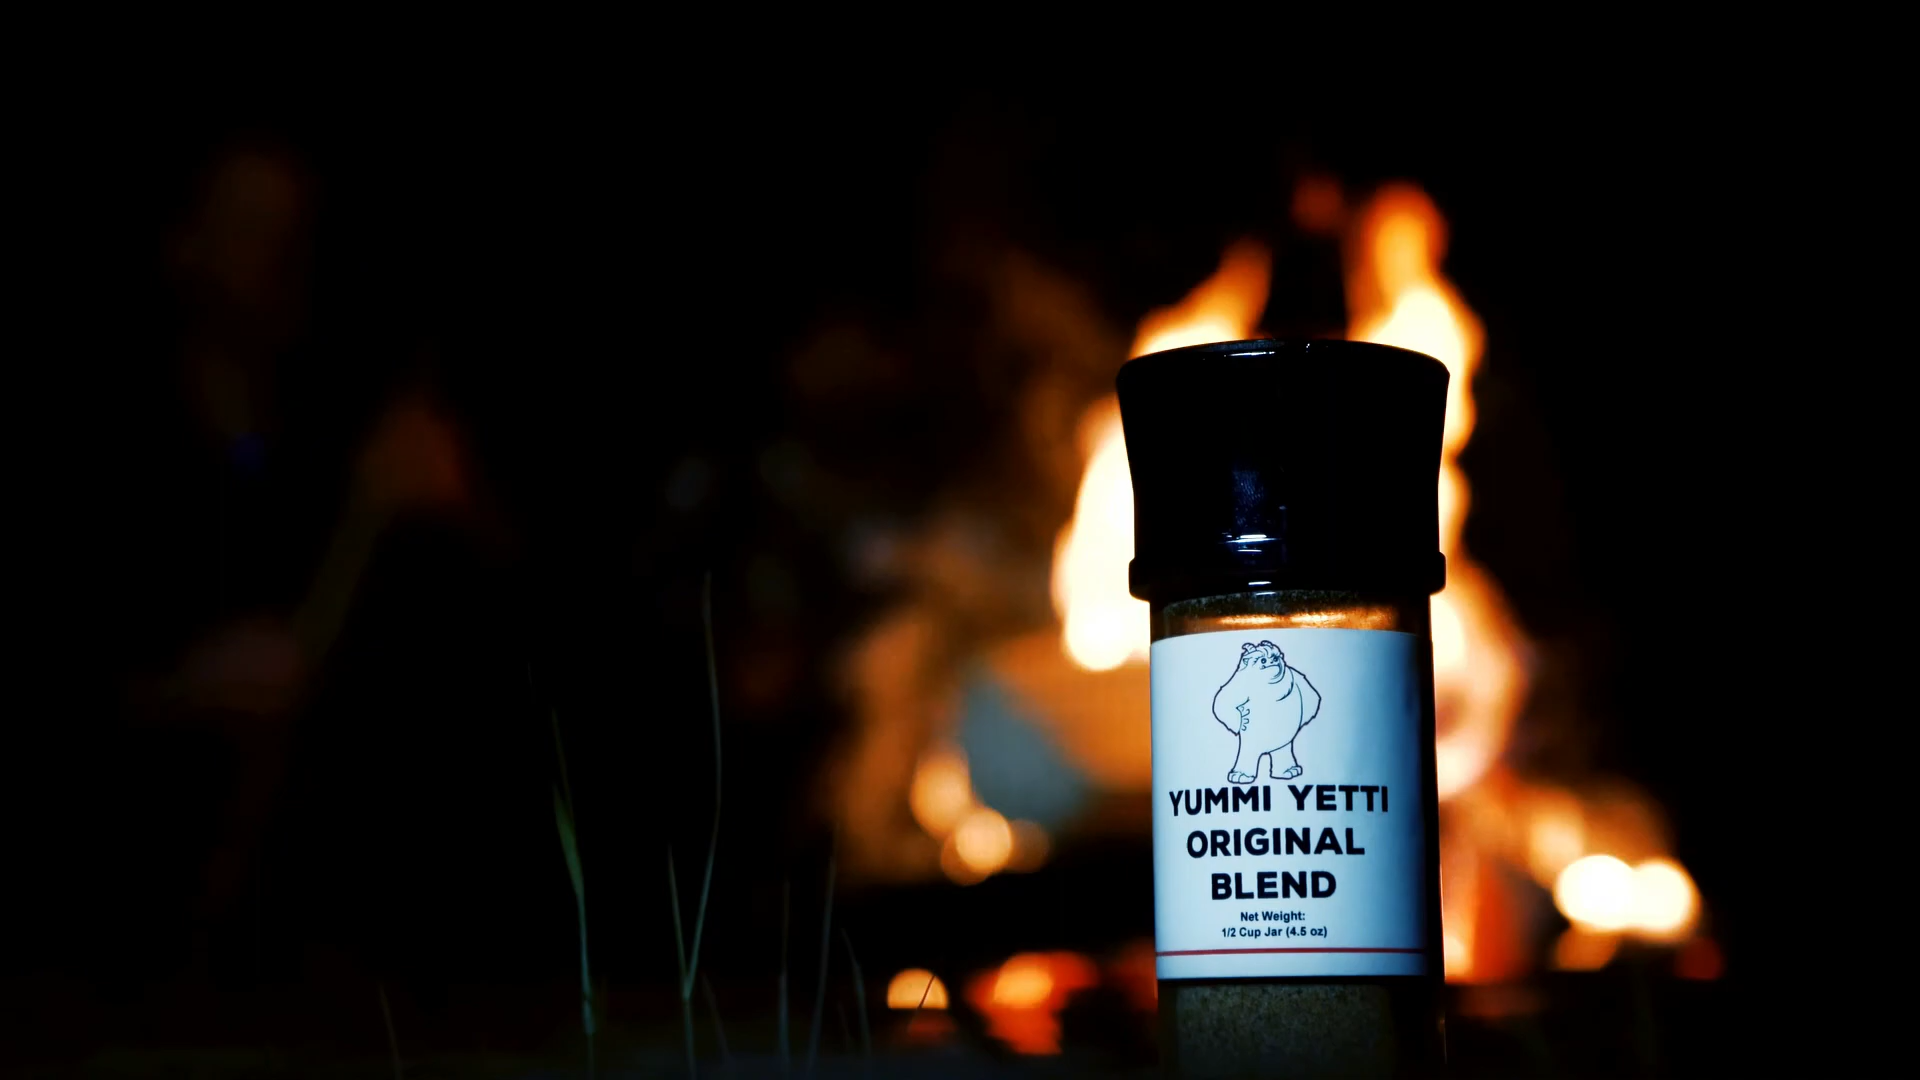 YUMMI YETTI
ORIGINAL
BLEND
Net Weight:
1/2 Cup Jar (4.5 oz)